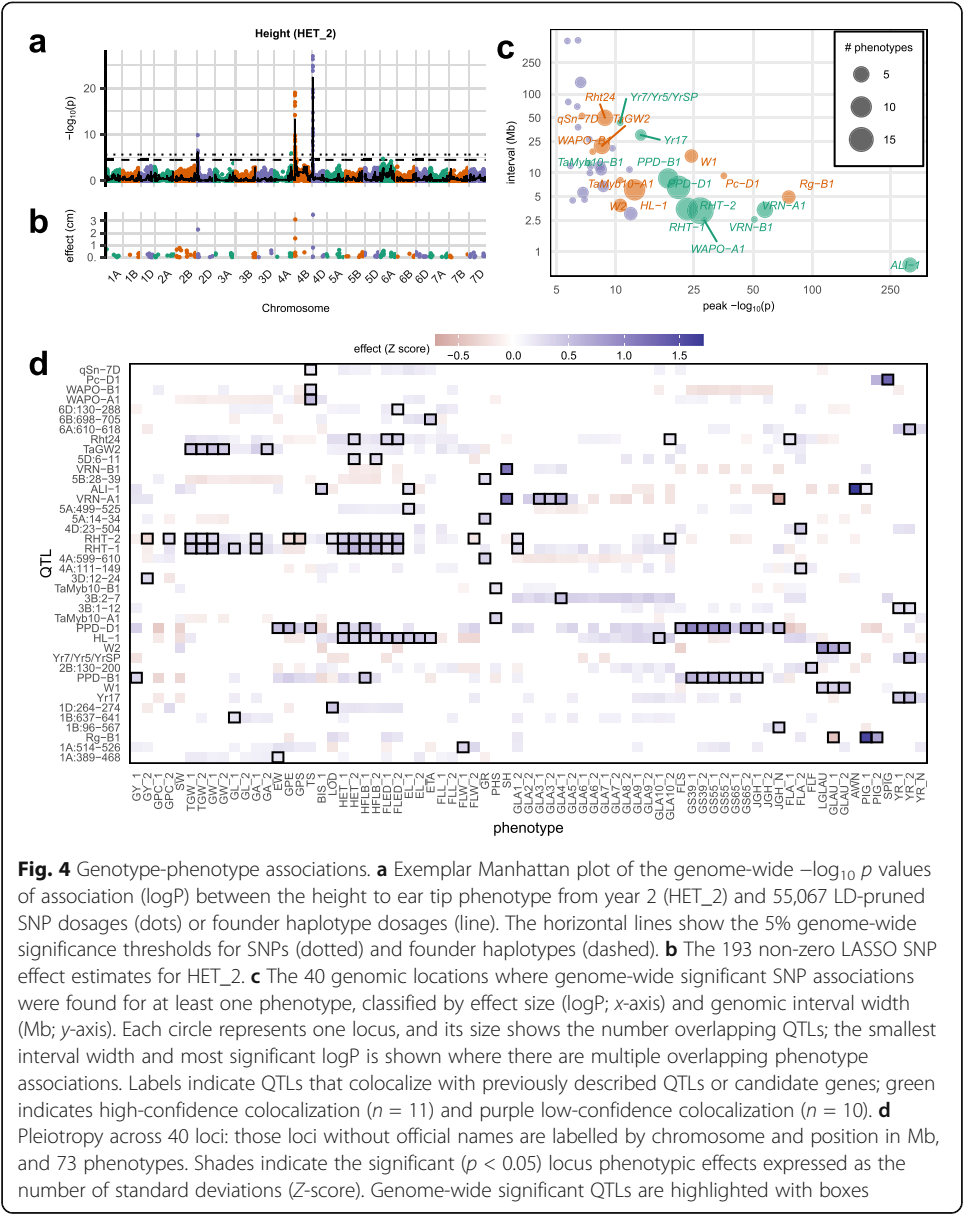 a
Height (HET_2)
−log10(p)
20
10
0
b
effect (cm)
3
2
1
0
1A 1B 1D 2A 2B 2D 3A 3D 4A 4B 4D 5A 5B 5D 6A 6B 6D 7A 7B 7D
Chromosome
c
interval (Mb)
250
100
50
25
10
5
2.5
1
# phenotypes
5
10
15
Rht24
Yr7/Yr5/YrSP
qSn−7D
TaGW2
WAPO−B1
Yr17
TaMyb10−B1
PPD−B1
W1
TaMyb10−A1
PPD−D1
Pc−D1
Rg−B1
W2
HL−1
RHT−2
VRN−A1
RHT−1
VRN−B1
WAPO−A1
ALI−1
5 10 25 50 100 250
peak −log10(p)
effect (Z score)
−0.5 0.0 0.5 1.0 1.5
d
QTL
qSn−7D
Pc−D1
WAPO−B1
WAPO−A1
6D:130−288
6B:698−705
6A:610−618
Rht24
TaGW2
5D:6−11
VRN−B1
5B:28−39
ALI−1
VRN−A1
5A:499−525
5A:14−34
4D:23−504
RHT−2
RHT−1
4A:599−610
4A:111−149
3D:12−24
TaMyb10−B1
3B:2−7
3B:1−12
TaMyb10−A1
PPD−D1
HL−1
W2
Yr7/Yr5/YrSP
2B:130−200
PPD−B1
W1
Yr17
1D:264−274
1B:637−641
1B:96−567
Rg−B1
1A:514−526
1A:389−468
GY_1 GY_2 GPC_1 GPC_2 SW TGW_1 TGW_2 GW_1 GW_2 GL_1 GL_2 GA_1 GA_2 EW GPE GPS TS BIS_1 LOD HET_1 HET_2 HFLB_1 HFLB_2 FLED_1 FLED_2 EL_1 EL_2 ETA FLL_1 FLL_2 FLW_1 FLW_2 GR PHS SH GLA1_1 GLA2_1 GLA3_1 GLA3_2 GLA4_2 GLA5_2 GLA6_1 GLA6_2 GLA7_1 GLA7_2 GLA8_2 GLA9_1 GLA9_2 GLA10_1 GLA10_2 FLS GS39_1 GS39_2 GS55_1 GS55_2 GS65_1 GS65_2 JGH_1 JGH_2 JGH_N FLA_1 FLA_2 FLF LGLAU GLAU_1 GLAU_2 AWN PIG_1 PIG_2 SPIG YR_1 YR_2 YR_N
phenotype
Fig. 4 Genotype-phenotype associations. a Exemplar Manhattan plot of the genome-wide −log10 p values
of association (logP) between the height to ear tip phenotype from year 2 (HET_2) and 55,067 LD-pruned
SNP dosages (dots) or founder haplotype dosages (line). The horizontal lines show the 5% genome-wide
significance thresholds for SNPs (dotted) and founder haplotypes (dashed). b The 193 non-zero LASSO SNP
effect estimates for HET_2. c The 40 genomic locations where genome-wide significant SNP associations
were found for at least one phenotype, classified by effect size (logP; x-axis) and genomic interval width
(Mb; y-axis). Each circle represents one locus, and its size shows the number overlapping QTLs; the smallest
interval width and most significant logP is shown where there are multiple overlapping phenotype
associations. Labels indicate QTLs that colocalize with previously described QTLs or candidate genes; green
indicates high-confidence colocalization (n = 11) and purple low-confidence colocalization (n = 10). d
Pleiotropy across 40 loci: those loci without official names are labelled by chromosome and position in Mb,
and 73 phenotypes. Shades indicate the significant (p < 0.05) locus phenotypic effects expressed as the
number of standard deviations (Z-score). Genome-wide significant QTLs are highlighted with boxes